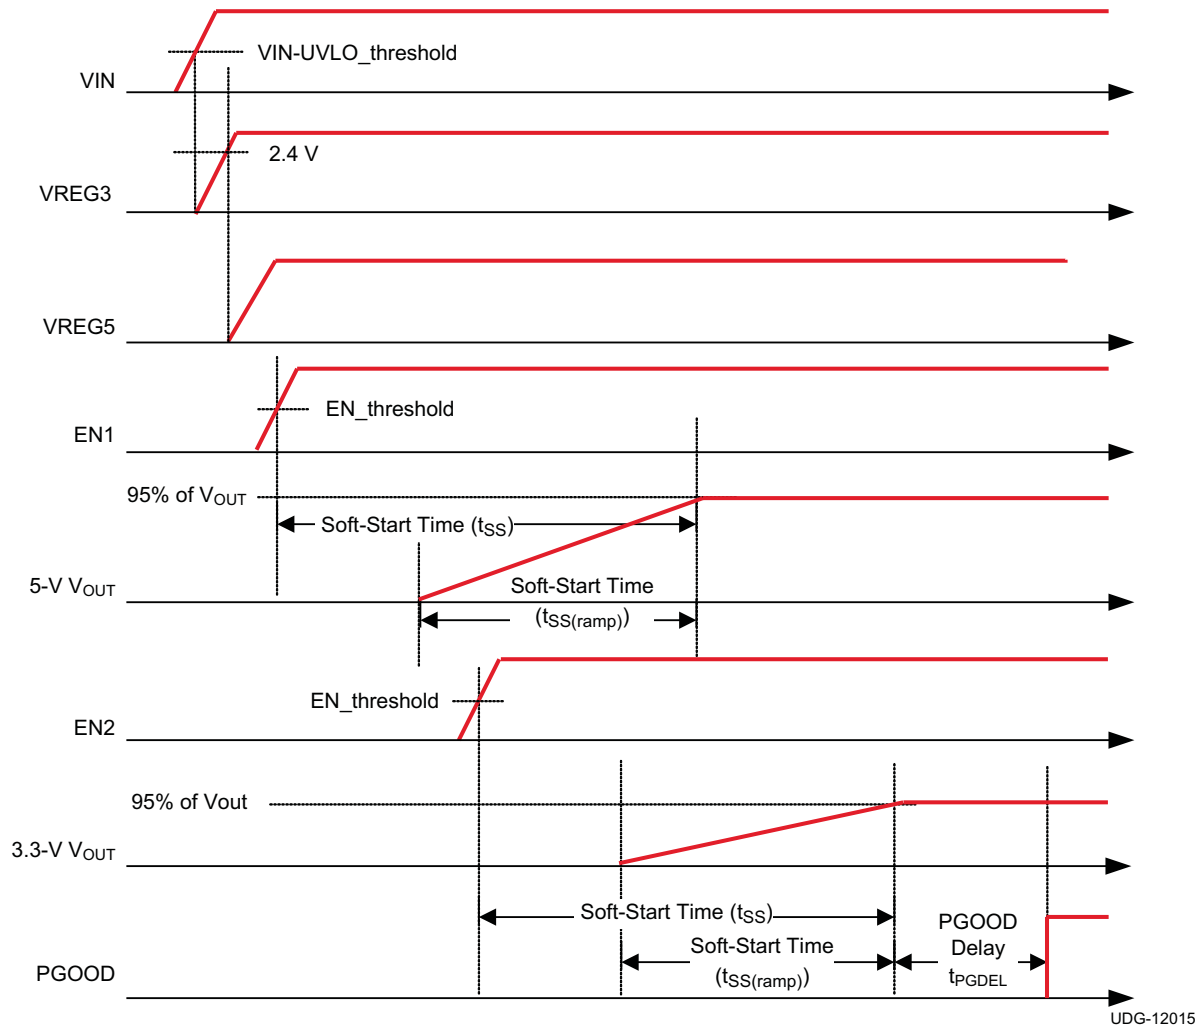 VIN-UVLO_threshold
VIN
2.4 V
VREG3
VREG5
EN_threshold
EN1
95% of VOUT
Soft-Start Time (tSS)
5-V VOUT
Soft-Start Time
(tSS(ramp))
EN_threshold
EN2
95% of Vout
3.3-V VOUT
Soft-Start Time (tSS)
PGOOD
Delay
tPGDEL
Soft-Start Time
(tSS(ramp))
PGOOD
UDG-12015